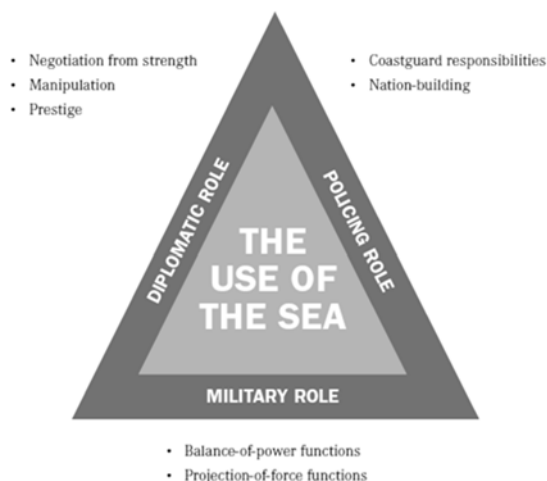 • Negotiation from strength
• Manipulation
• Prestige
• Coastguard responsibilities
• Nation-building
DIPLOMATIC ROLE
POLICING ROLE
THE
USE OF
THE SEA
MILITARY ROLE
• Balance-of-power functions
• Projection-of-force functions